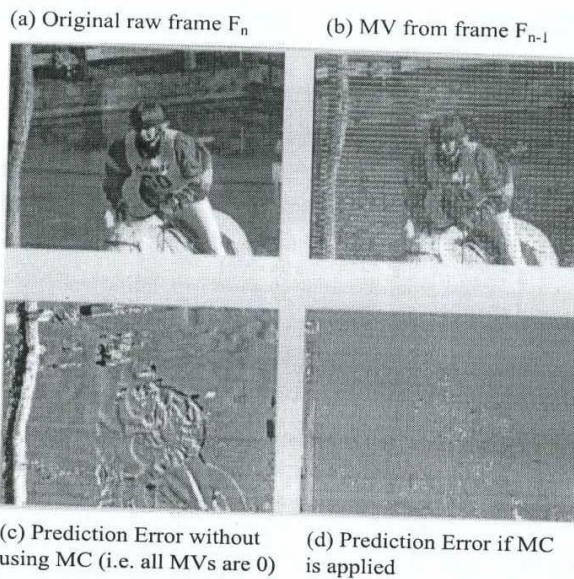 (a) Original raw frame Fn
(b) MV from frame Fn-1
(c) Prediction Error without
using MC (i.e. all MVs are 0)
(d) Prediction Error if MC
is applied